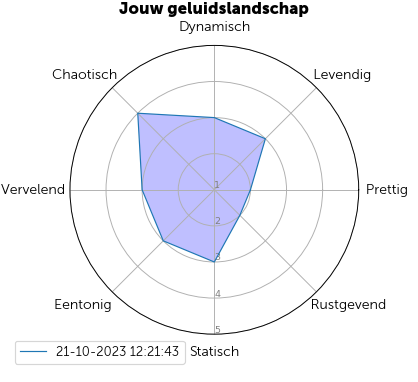 Jouw geluidslandschap
Dynamisch
Chaotisch
Levendig
Vervelend
Prettig
1
2
3
4
5
Eentonig
Rustgevend
Statisch
21-10-2023 12:21:43